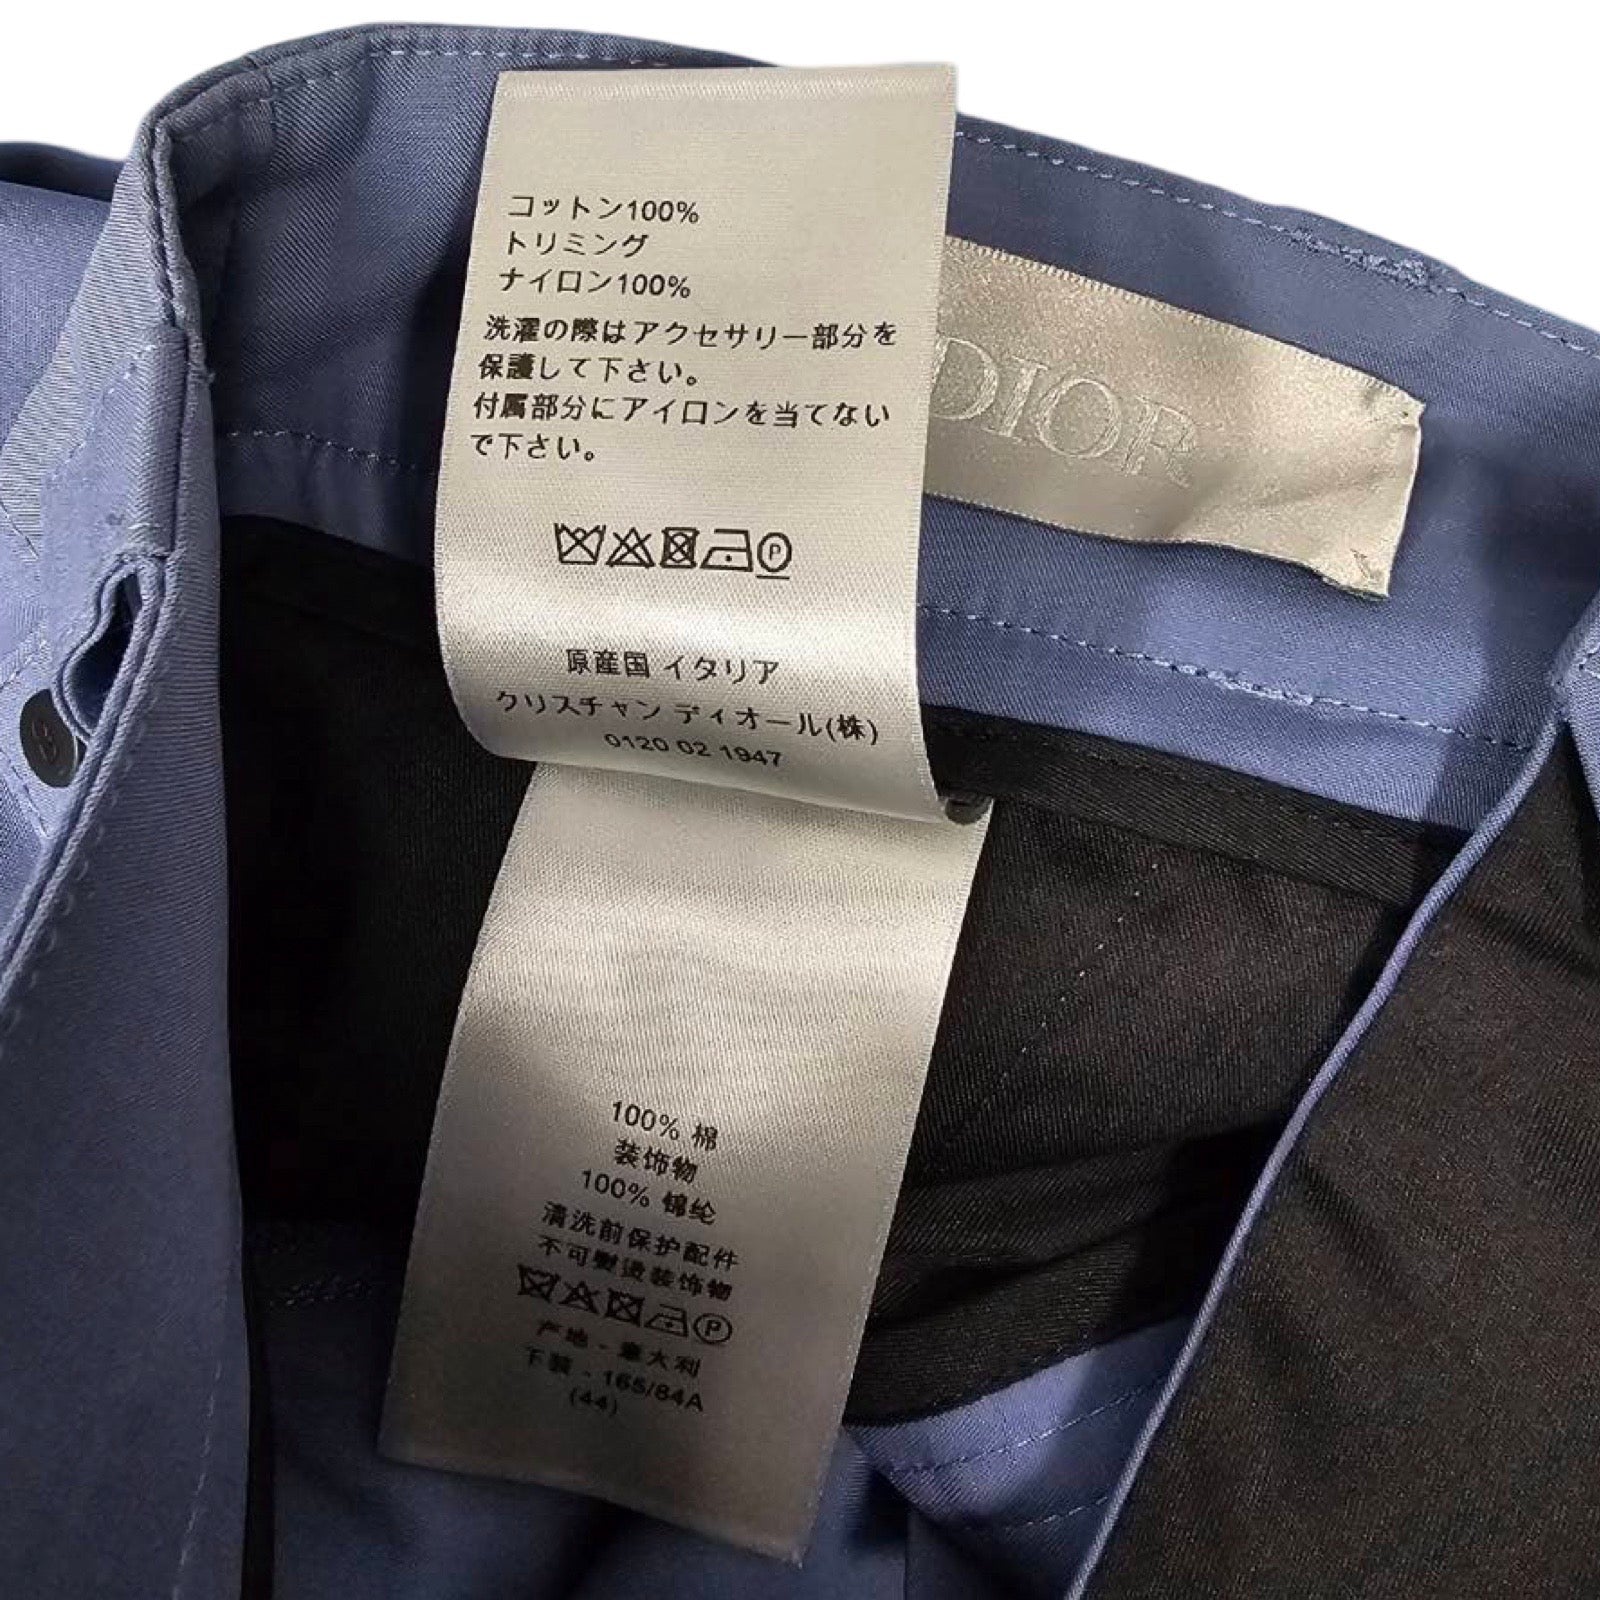 コットン100%
トリミング
ナイロン100%
洗濯の際はアクセサリー部分を
保護して下さい。
付属部分にアイロンを当てない
で下さい。
P
原産国 イタリア
クリスチャン ディオール(株)
0120 02 1947
DIOR
100% 棉
装饰物
100% 锦纶
清洗前保护配件
不可熨烫装饰物
P
产地 - 意大利
下装 - 165/84A
(44)